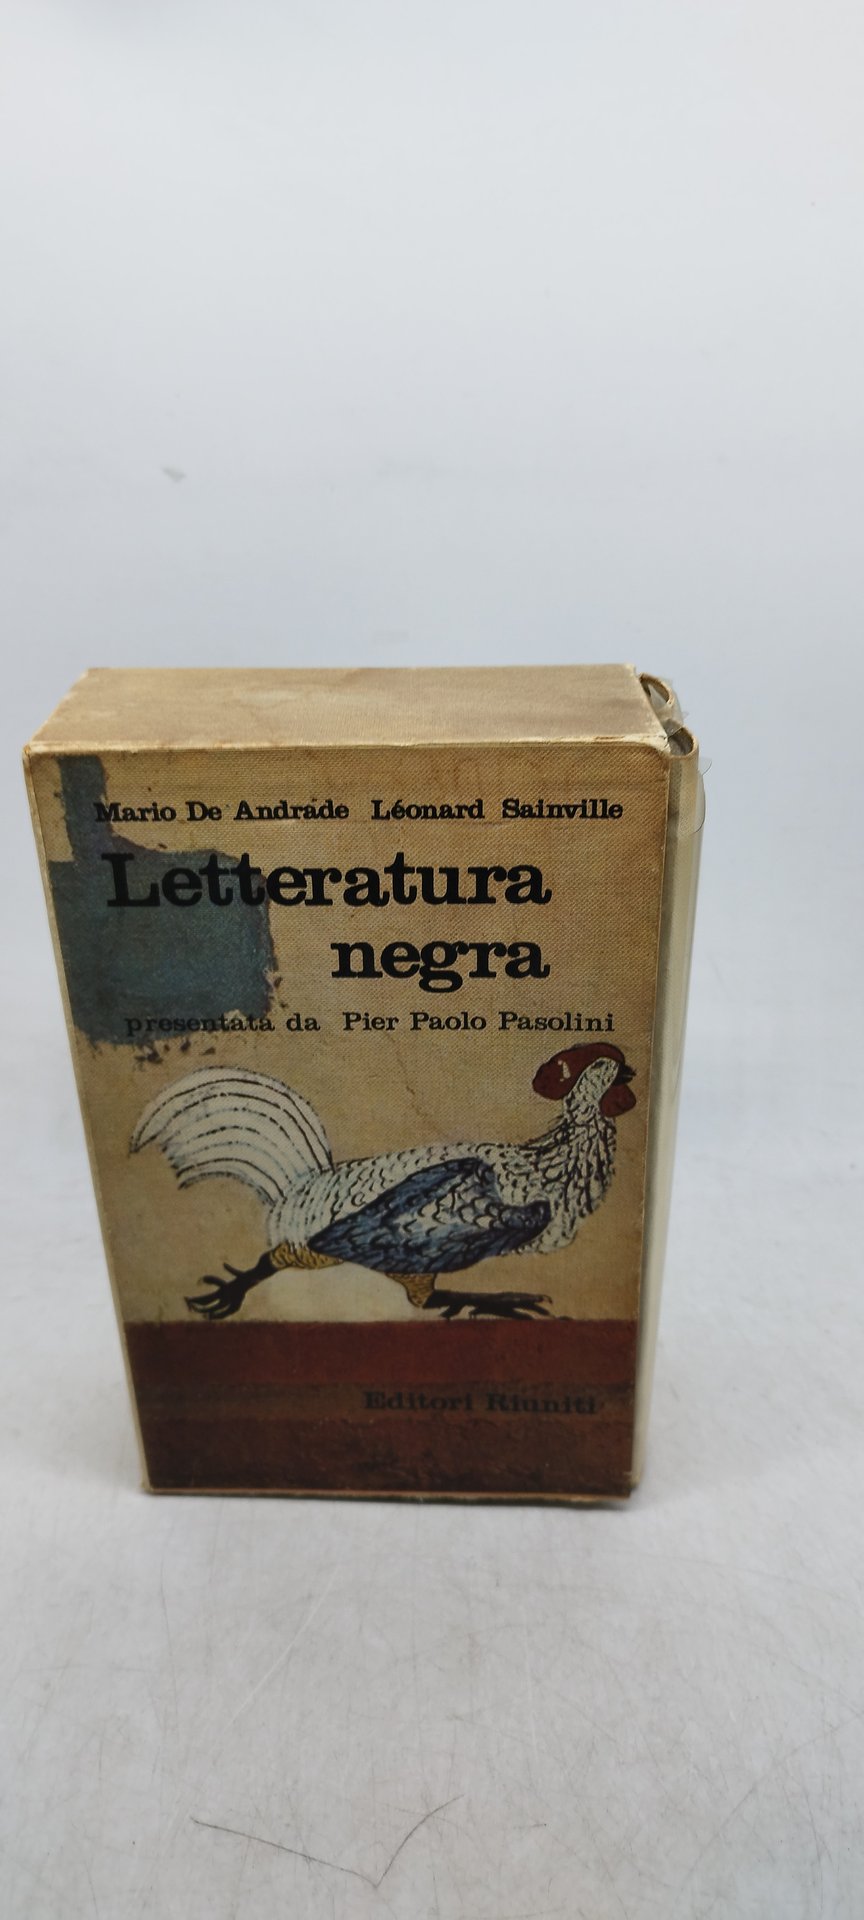 Mario De Andrade Léonard Sainville
Letteratura
negra
presentata da Pier Paolo Pasolini
Editori Riuniti